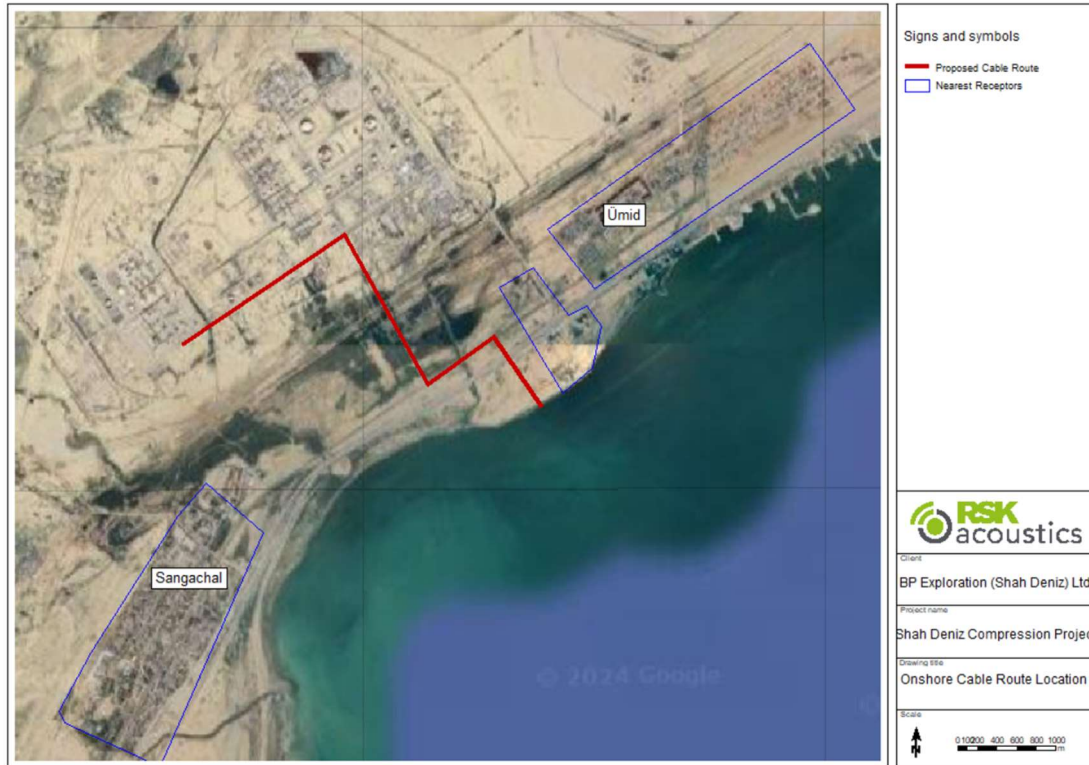 Ümid
Sangachal
© 2024 Google
Signs and symbols
Proposed Cable Route
Nearest Receptors
RSK
acoustics
Client
BP Exploration (Shah Deniz) Ltd
Project name
Shah Deniz Compression Projec
Drawing title
Onshore Cable Route Location
Scale
N
0 100 200 400 600 800 1000
m